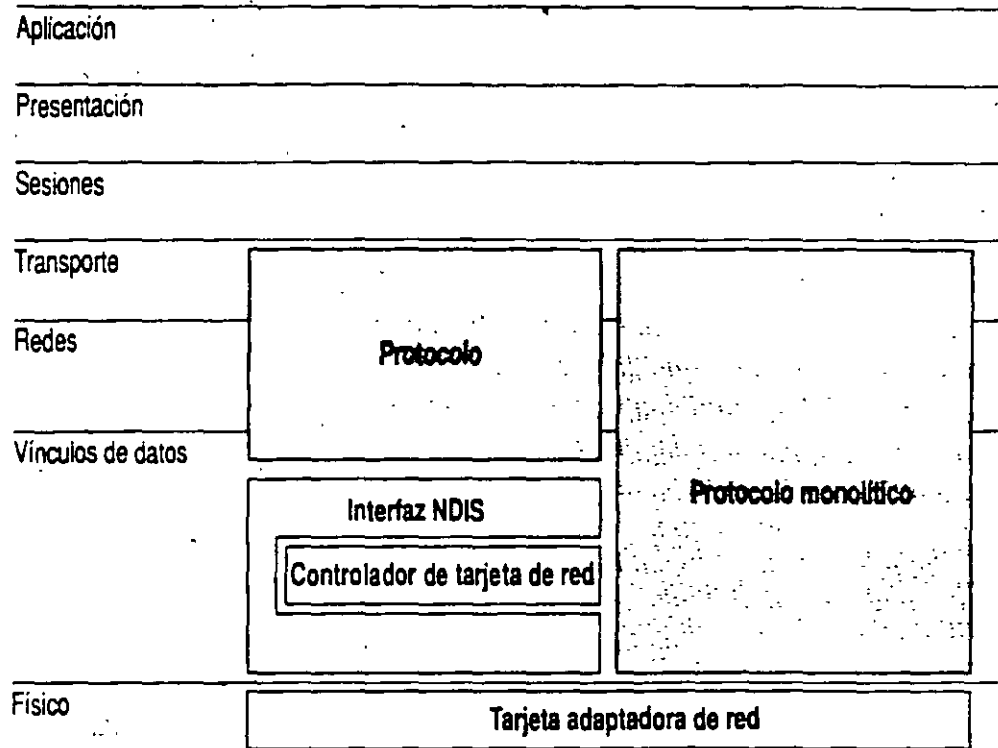 Aplicación
Presentación
Sesiones
Transporte
Redes
Protocolo
Vínculos de datos
Protocolo monolítico
Interfaz NDIS
Controlador de tarjeta de red
Físico
Tarjeta adaptadora de red